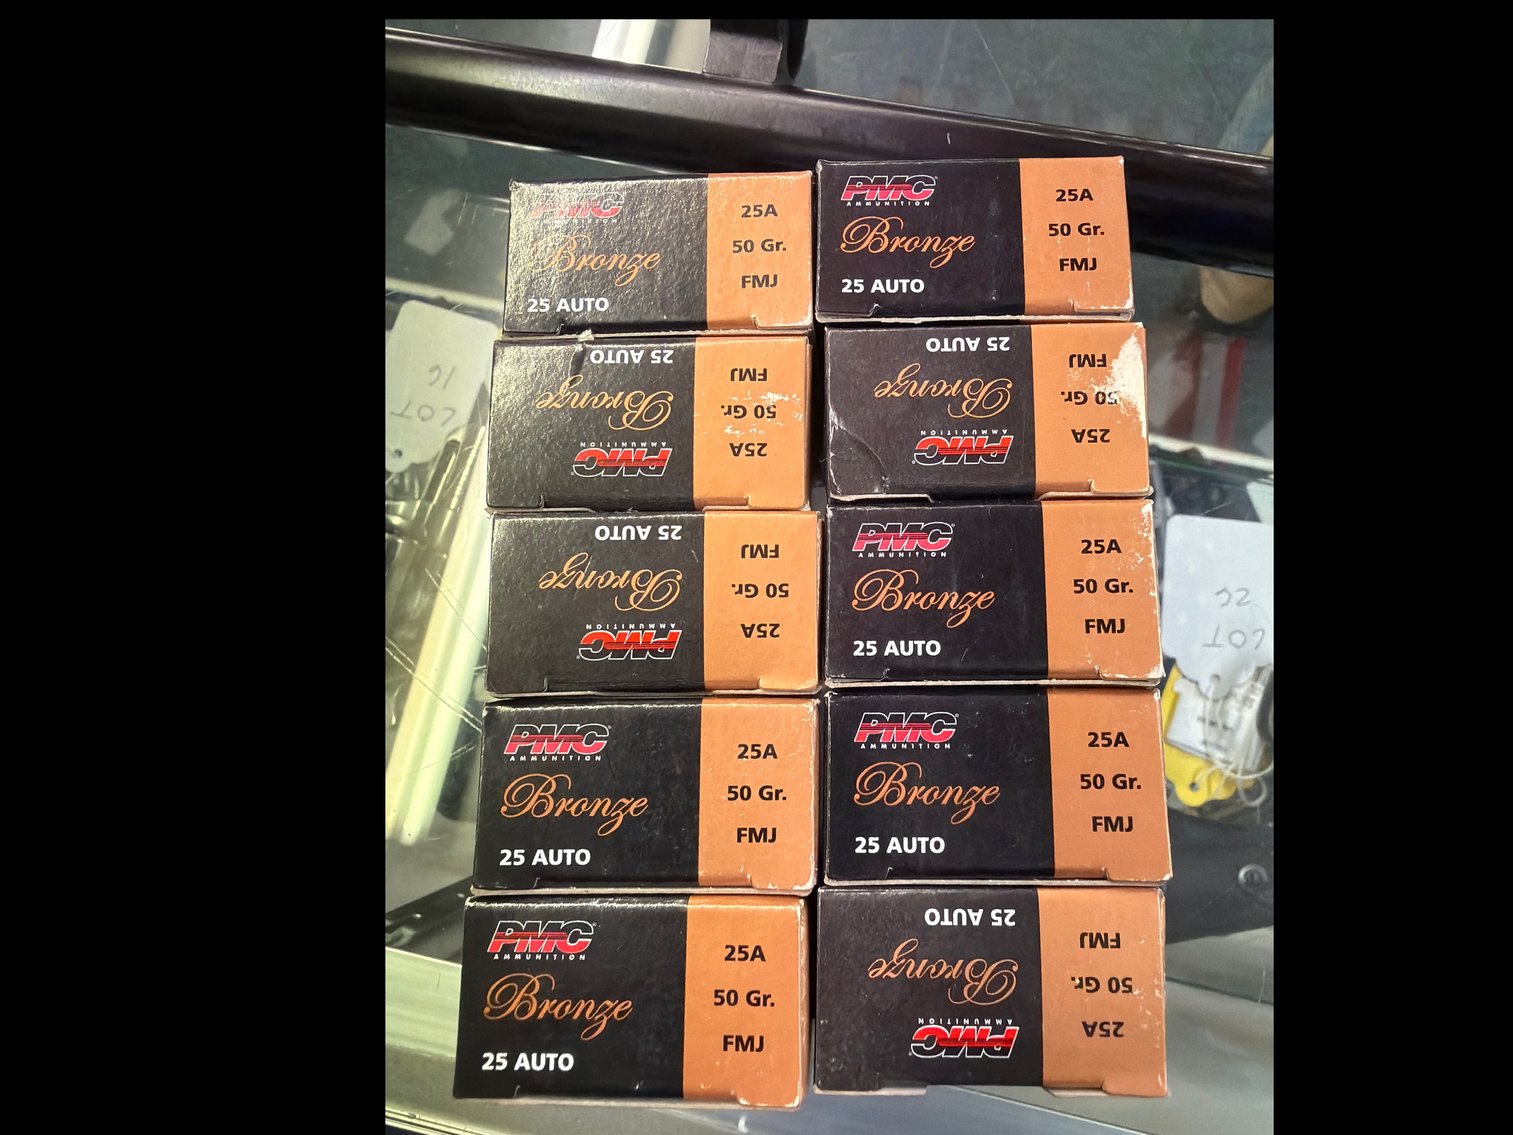 PMC
AMMUNITION
Bronze
25 AUTO
25A
50 Gr.
FMJ
PMC
AMMUNITION
Bronze
25 AUTO
25A
50 Gr.
FMJ
PMC
AMMUNITION
Bronze
25 AUTO
25A
50 Gr.
FMJ
PMC
AMMUNITION
Bronze
25 AUTO
25A
50 Gr.
FMJ
PMC
AMMUNITION
Bronze
25 AUTO
25A
50 Gr.
FMJ
PMC
AMMUNITION
Bronze
25 AUTO
25A
50 Gr.
FMJ
PMC
AMMUNITION
Bronze
25 AUTO
25A
50 Gr.
FMJ
PMC
AMMUNITION
Bronze
25 AUTO
25A
50 Gr.
FMJ
PMC
AMMUNITION
Bronze
25 AUTO
25A
50 Gr.
FMJ
PMC
AMMUNITION
Bronze
25 AUTO
25A
50 Gr.
FMJ
LOT
16
LOT
26